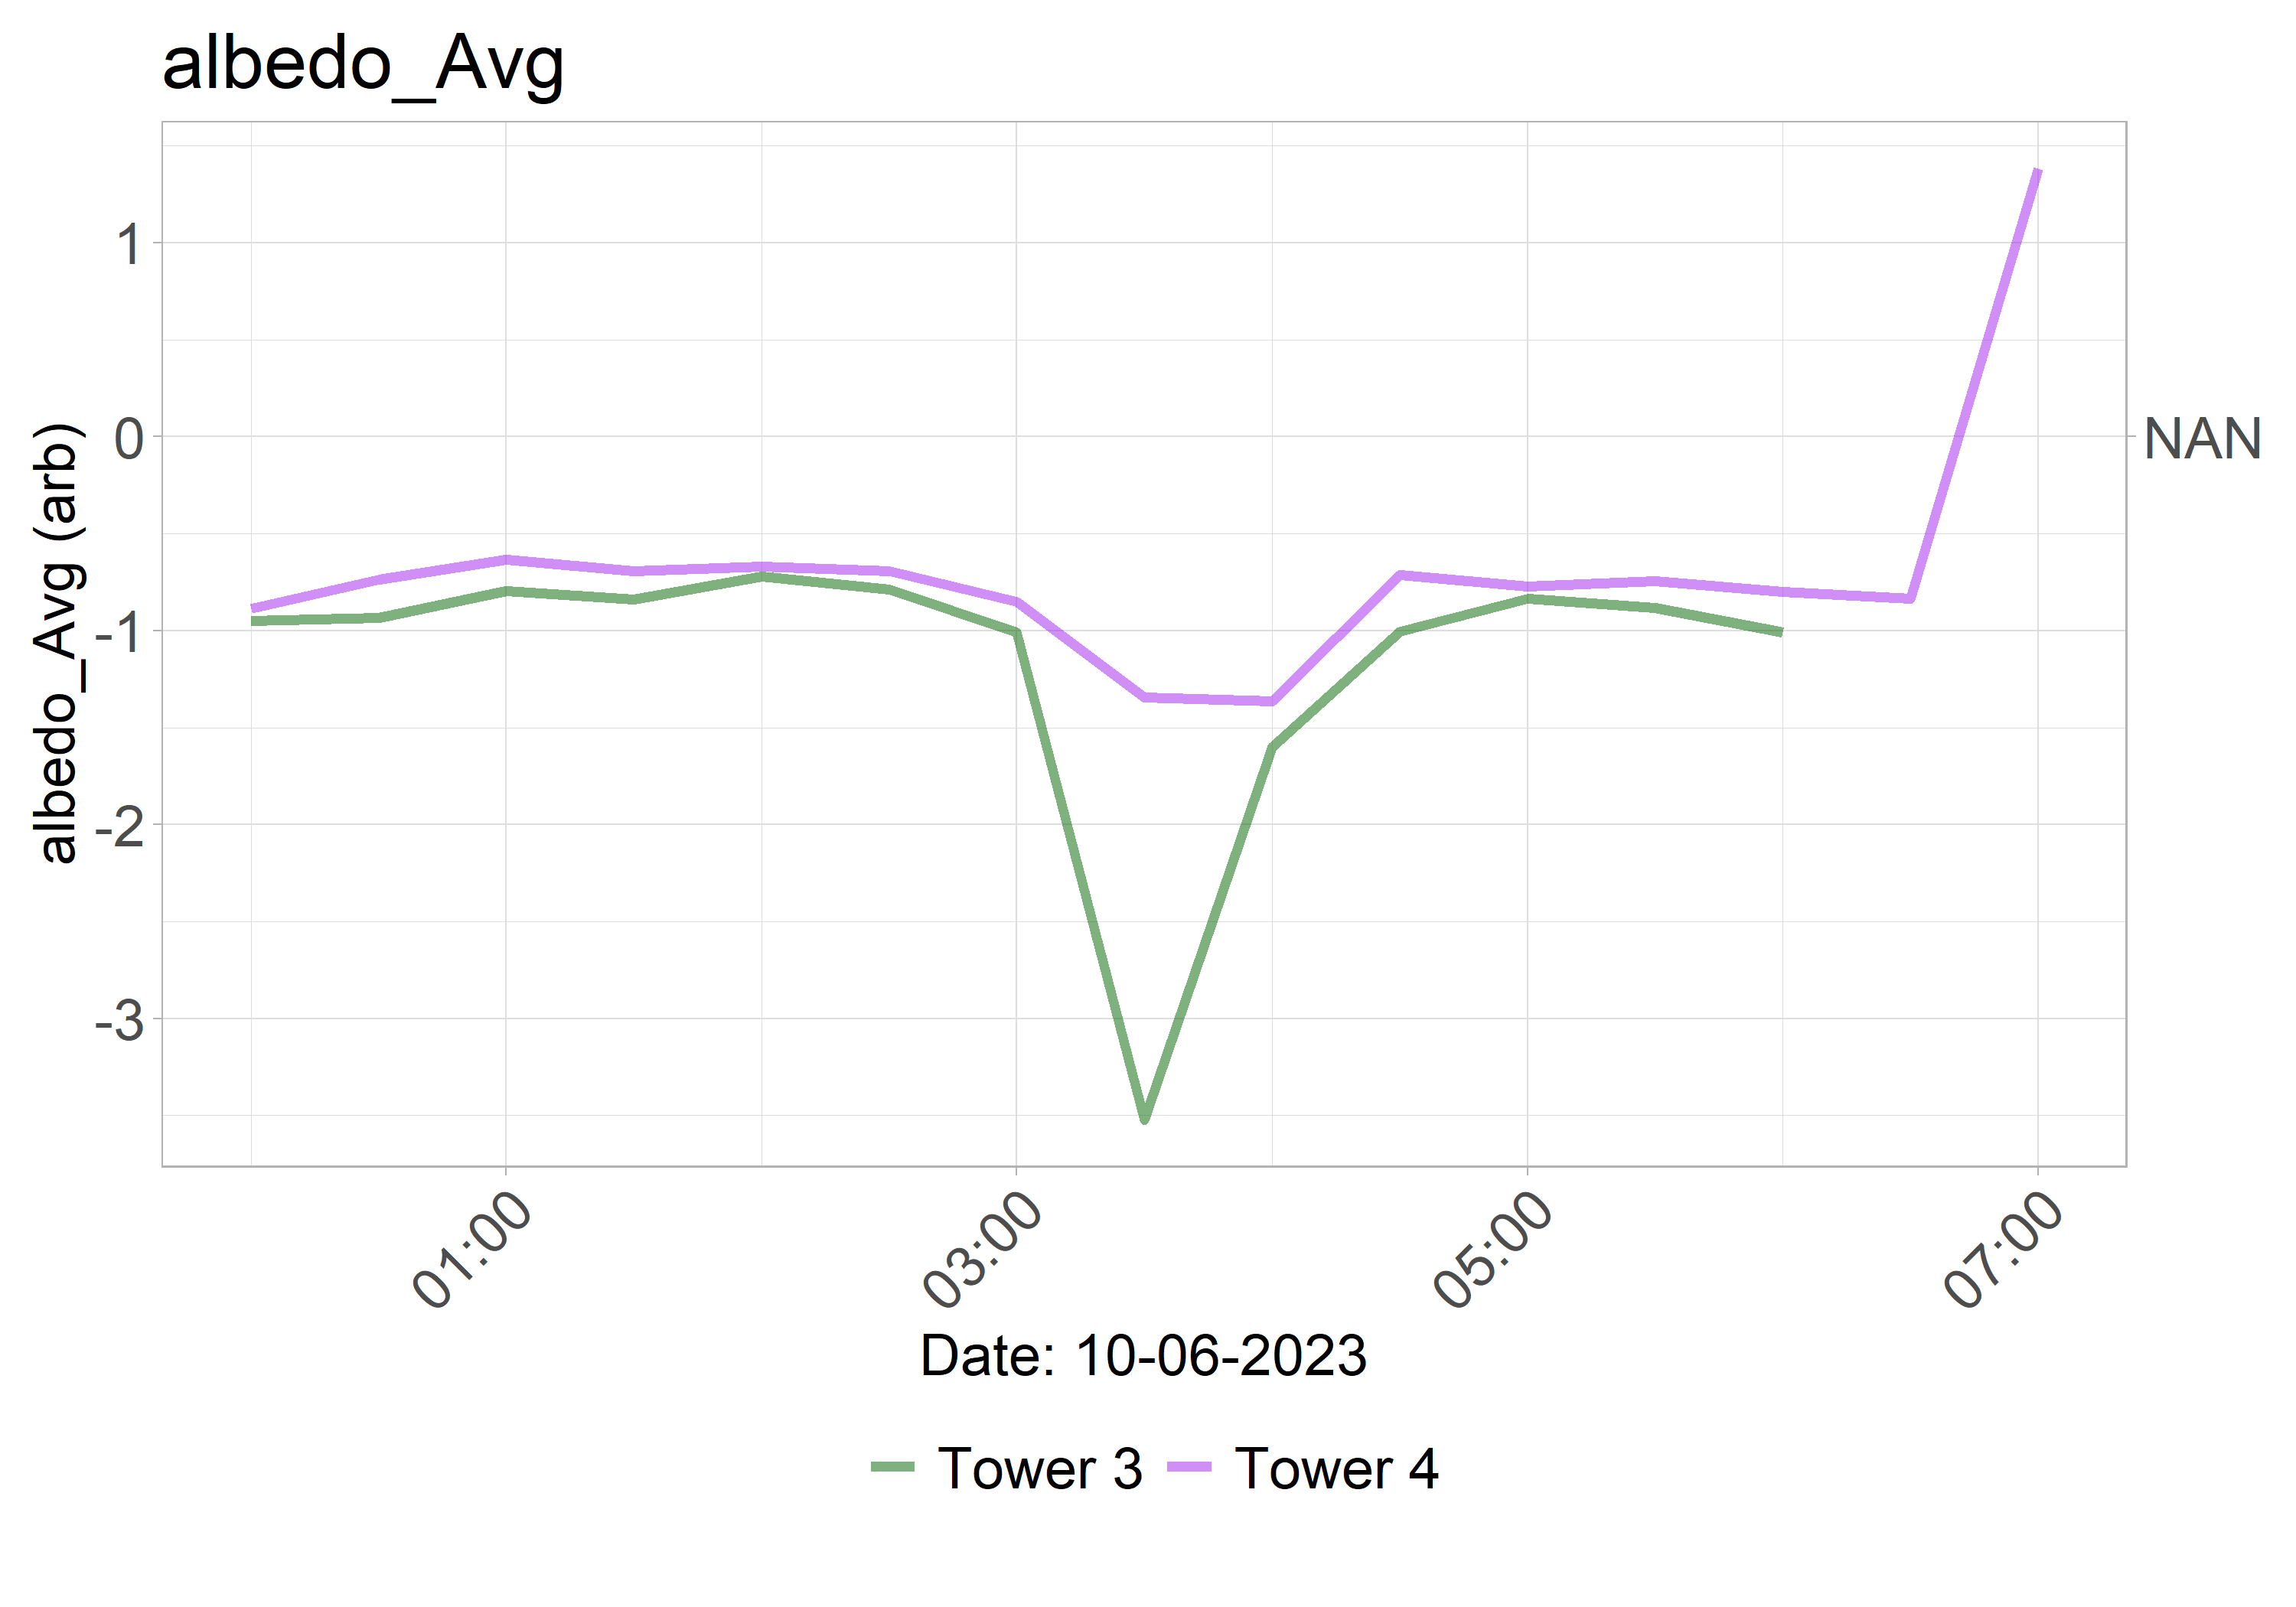 albedo_Avg
albedo_Avg (arb)
1
0
-1
-2
-3
NAN
01:00
03:00
05:00
07:00
Date: 10-06-2023
Tower 3
Tower 4